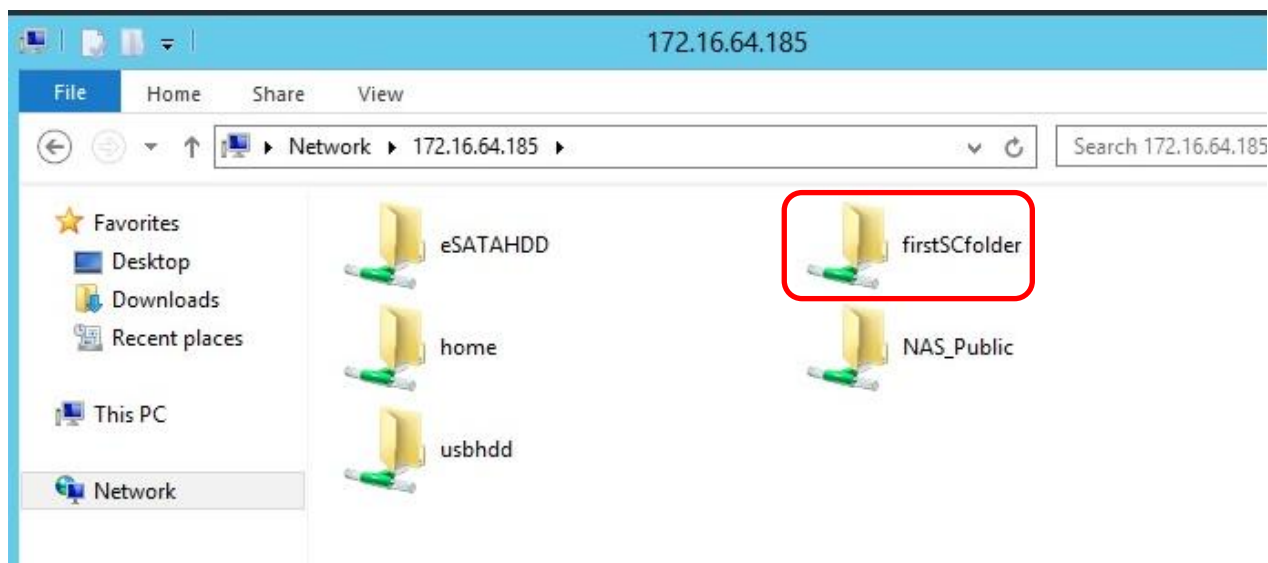 172.16.64.185
File Home Share View
Network 172.16.64.185 Search 172.16.64.185
Favorites
Desktop
Downloads
Recent places
This PC
Network
eSATAHDD firstSCfolder
home NAS_Public
usbhdd